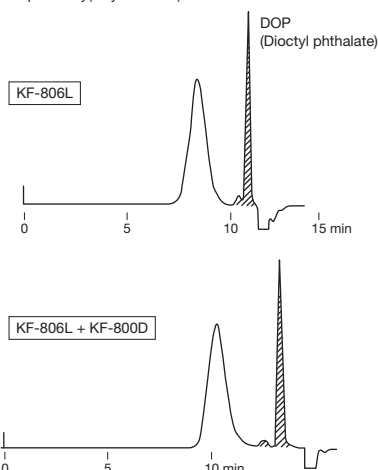 DOP
(Dioctyl phthalate)
KF-806L
0 5 10 15 min
KF-806L + KF-800D
0 5 10 min